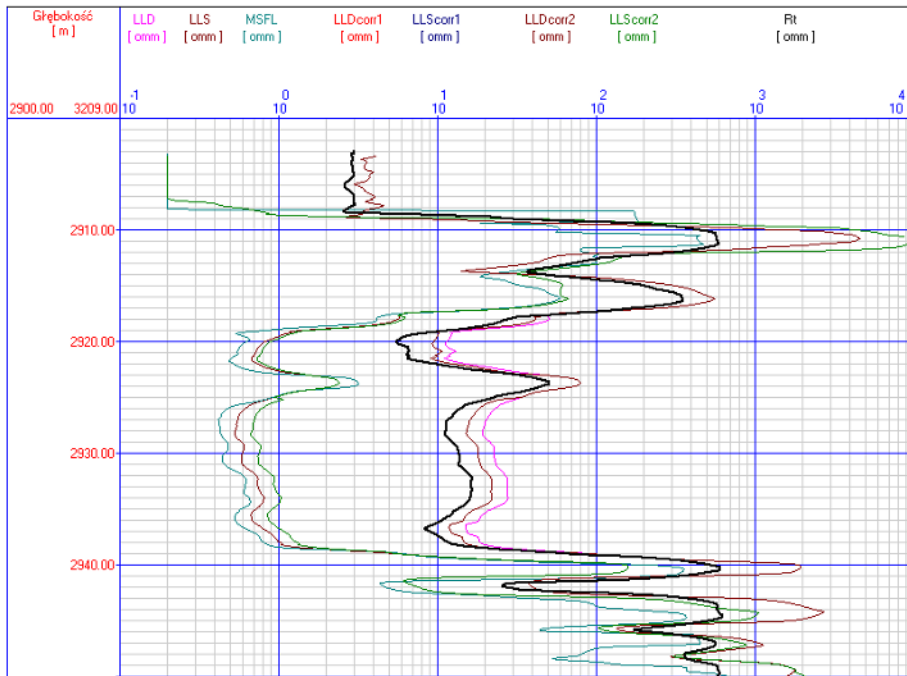 Głębokość LLD LLS MSFL LLDcorr1 LLScorr1 LLDcorr2 LLScorr2 Rt
[ m ] [ omm ] [ omm ] [ omm ] [ omm ] [ omm ] [ omm ] [ omm ] [ omm ]
-1 0 1 2 3 4
2900.00 3209.00 10 10 10 10 10 10
2910.00
2920.00
2930.00
2940.00